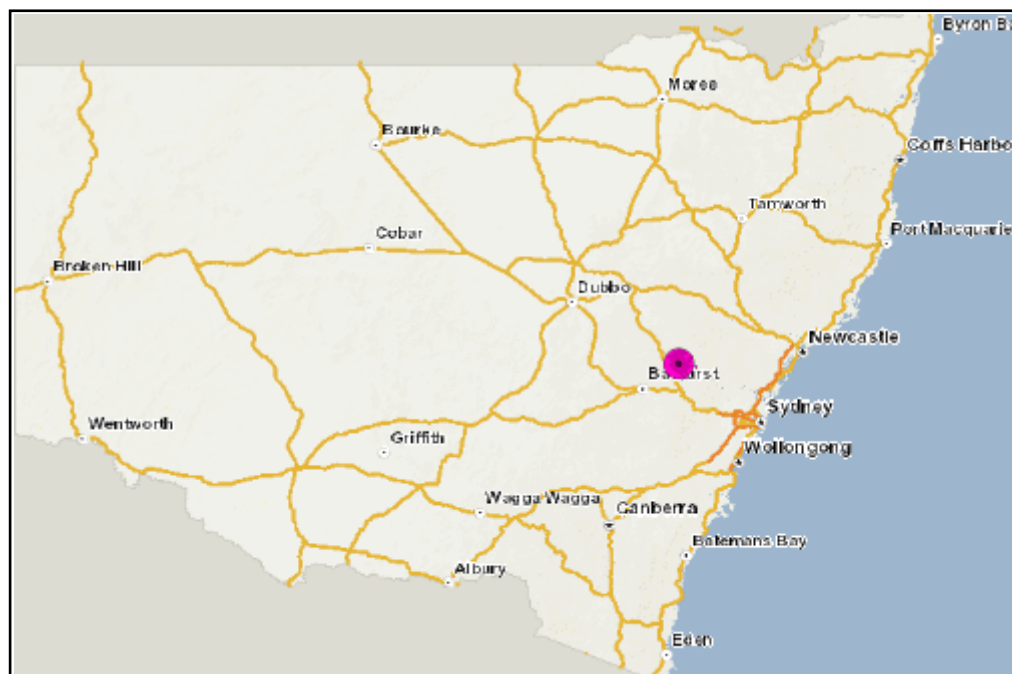 Byron Ba
Moree
Bourke
Coffs Harbo
Tamworth
Cobar
Port Macquarie
Broken Hill
Dubbo
Newcastle
Bathurst
Sydney
Wentworth
Griffith
Wollongong
Wagga Wagga
Canberra
Batemans Bay
Albury
Eden